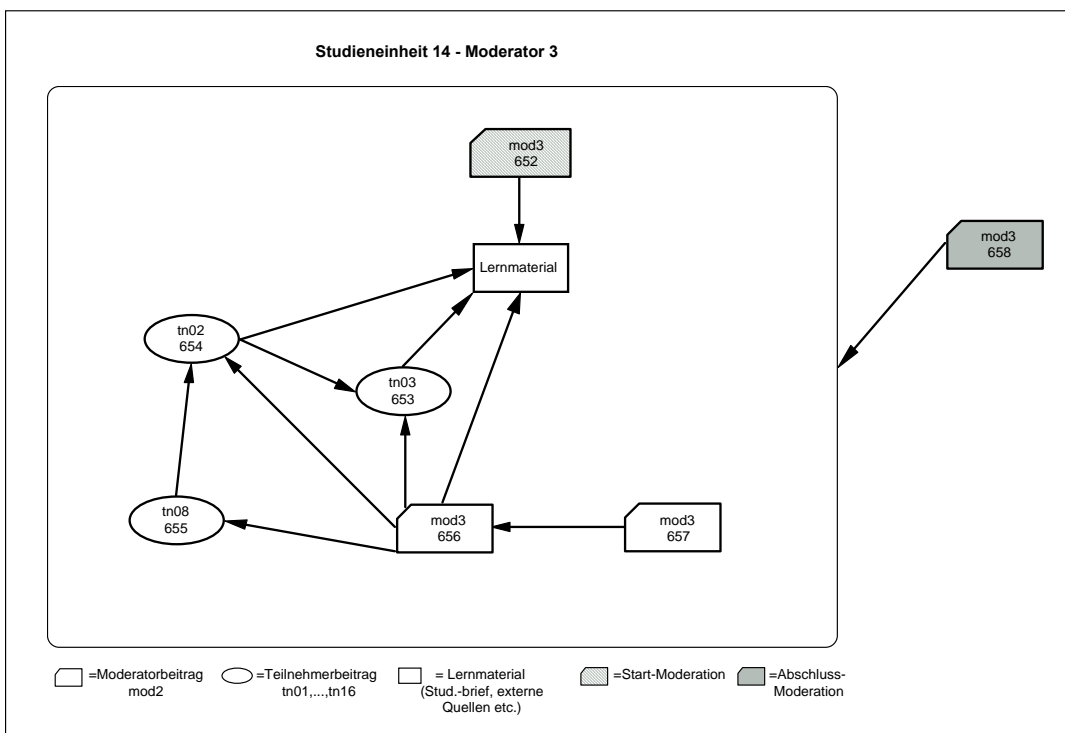 Studieneinheit 14 - Moderator 3
mod3
652
mod3
658
Lernmaterial
tn02
654
tn03
653
tn08
655
mod3
656
mod3
657
=Moderatorbeitrag
mod2
=Teilnehmerbeitrag
tn01,...,tn16
= Lernmaterial
(Stud.-brief, externe
Quellen etc.)
=Start-Moderation
=Abschluss-
Moderation